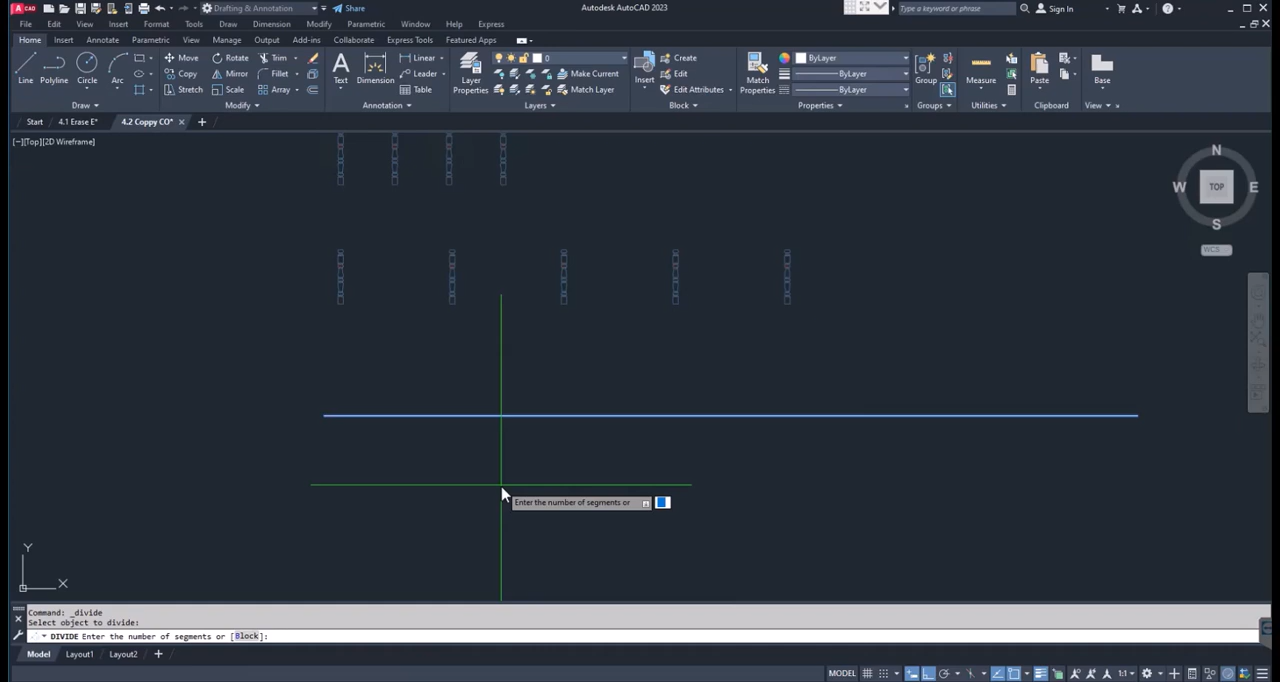 CAD
Drafting & Annotation
Share
Autodesk AutoCAD 2023
Type a keyword or phrase
Sign In
File Edit View Insert Format Tools Draw Dimension Modify Parametric Window Help Express
Home Insert Annotate Parametric View Manage Output Add-ins Collaborate Express Tools Featured Apps
Move Rotate Trim Linear 0 Create ByLayer
Line Polyline Circle Arc Copy Mirror Fillet Text Dimension Leader Layer Properties Make Current Insert Edit Match Properties ByLayer Group Measure Paste Base
Stretch Scale Array Table Match Layer Edit Attributes ByLayer
Draw Modify Annotation Layers Block Properties Groups Utilities Clipboard View
Start 4.1 Erase E* 4.2 Coppy CO*
[−][Top][2D Wireframe]
N
W TOP E
S
WCS
Enter the number of segments or
Y
X
Command: _divide
Select object to divide:
DIVIDE Enter the number of segments or [Block]:
Model Layout1 Layout2
MODEL 1:1